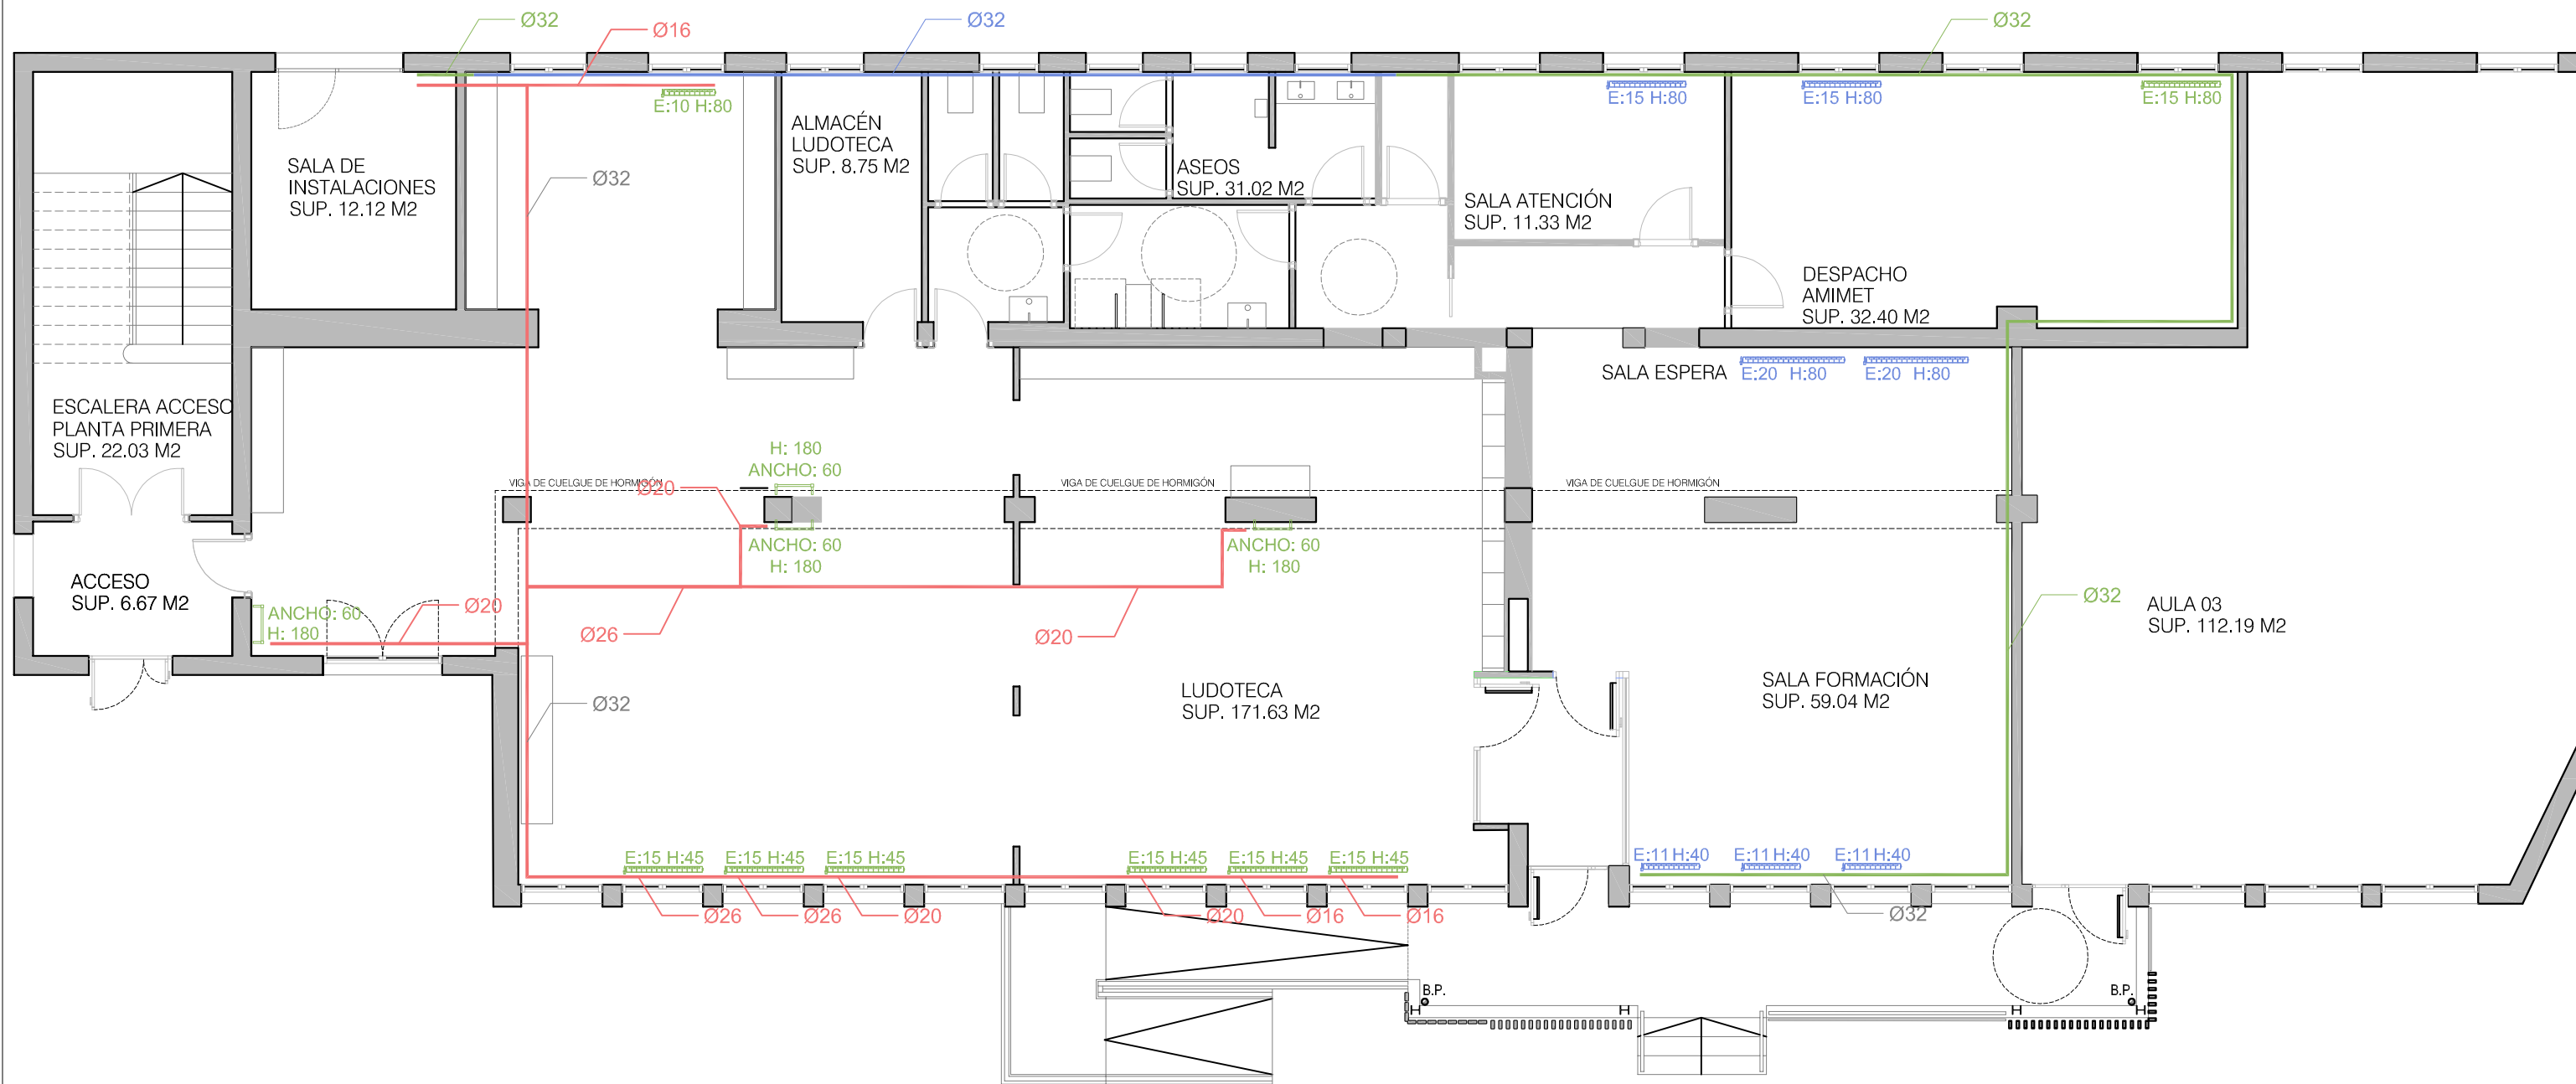 Ø32
Ø16
Ø32
Ø32
E:10 H:80
E:15 H:80
E:15 H:80
E:15 H:80
ALMACÉN
LUDOTECA
SUP. 8.75 M2
SALA DE
INSTALACIONES
SUP. 12.12 M2
Ø32
ASEOS
SUP. 31.02 M2
SALA ATENCIÓN
SUP. 11.33 M2
DESPACHO
AMIMET
SUP. 32.40 M2
SALA ESPERA
E:20 H:80
E:20 H:80
ESCALERA ACCESO
PLANTA PRIMERA
SUP. 22.03 M2
H: 180
ANCHO: 60
VIGA DE CUELGUE DE HORMIGÓN
Ø20
VIGA DE CUELGUE DE HORMIGÓN
VIGA DE CUELGUE DE HORMIGÓN
ANCHO: 60
H: 180
ANCHO: 60
H: 180
ACCESO
SUP. 6.67 M2
ANCHO: 60
H: 180
Ø20
Ø26
Ø20
Ø32
AULA 03
SUP. 112.19 M2
LUDOTECA
SUP. 171.63 M2
SALA FORMACIÓN
SUP. 59.04 M2
Ø32
E:15 H:45
E:15 H:45
E:15 H:45
E:15 H:45
E:15 H:45
E:15 H:45
E:11 H:40
E:11 H:40
E:11 H:40
Ø26
Ø26
Ø20
Ø20
Ø16
Ø16
Ø32
B.P.
B.P.